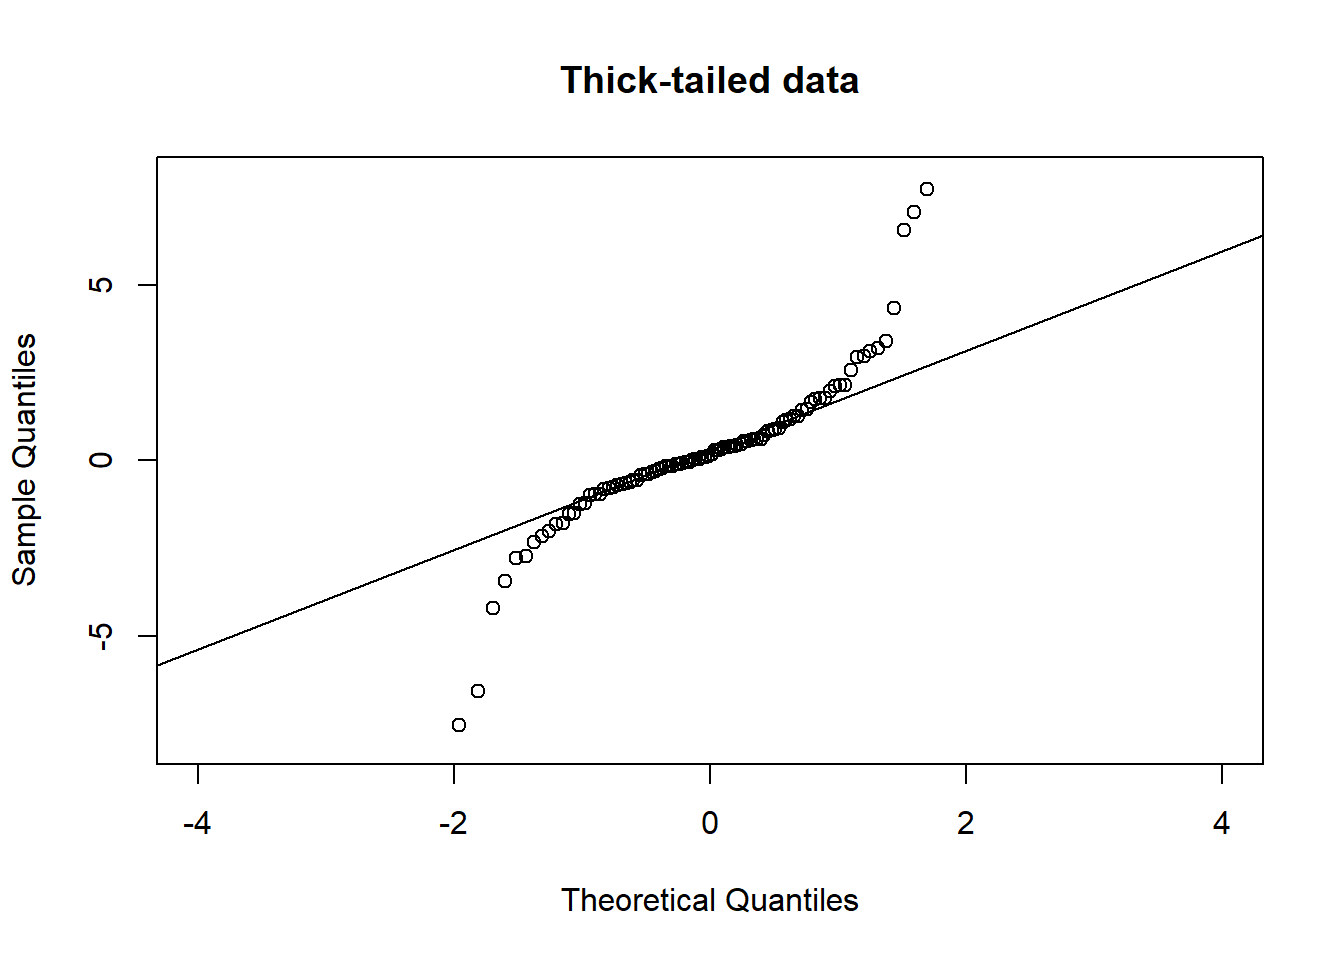 Thick-tailed data
Sample Quantiles
5
0
-5
-4 -2 0 2 4
Theoretical Quantiles